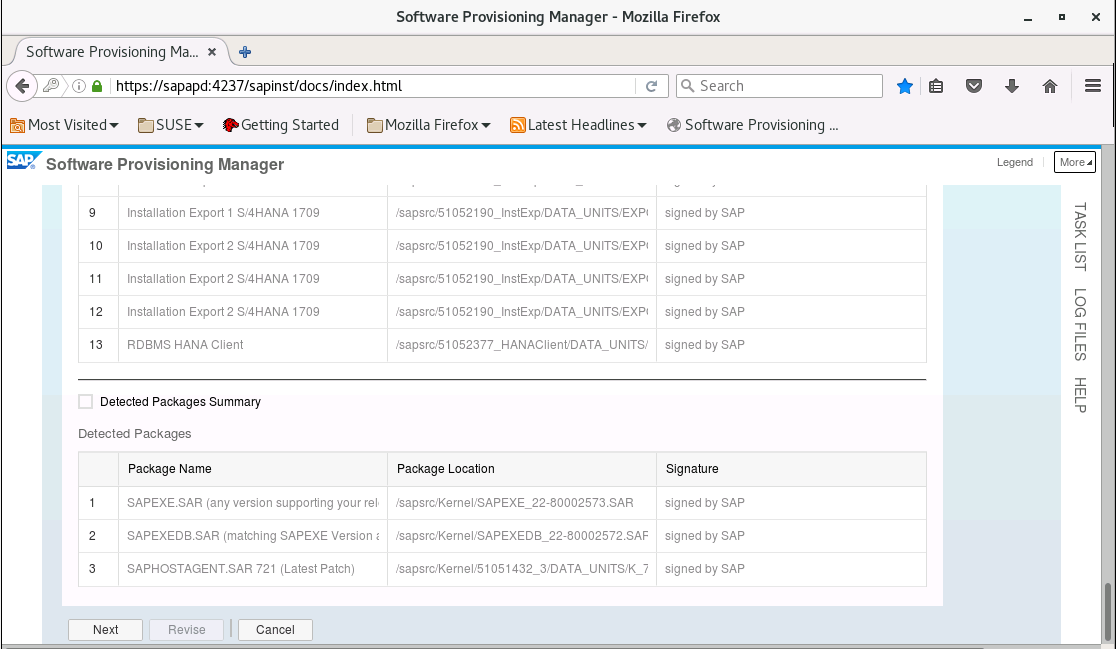 Software Provisioning Manager - Mozilla Firefox
Software Provisioning Ma...
https://sapapd:4237/sapinst/docs/index.html
Search
Most Visited
SUSE
Getting Started
Mozilla Firefox
Latest Headlines
Software Provisioning ...
SAP Software Provisioning Manager
Legend
More
9 Installation Export 1 S/4HANA 1709 /sapsrc/51052190_InstExp/DATA_UNITS/EXP signed by SAP
10 Installation Export 2 S/4HANA 1709 /sapsrc/51052190_InstExp/DATA_UNITS/EXP signed by SAP
11 Installation Export 2 S/4HANA 1709 /sapsrc/51052190_InstExp/DATA_UNITS/EXP signed by SAP
12 Installation Export 2 S/4HANA 1709 /sapsrc/51052190_InstExp/DATA_UNITS/EXP signed by SAP
13 RDBMS HANA Client /sapsrc/51052377_HANAClient/DATA_UNITS/ signed by SAP
Detected Packages Summary
Detected Packages
Package Name Package Location Signature
1 SAPEXE.SAR (any version supporting your rel /sapsrc/Kernel/SAPEXE_22-80002573.SAR signed by SAP
2 SAPEXEDB.SAR (matching SAPEXE Version a /sapsrc/Kernel/SAPEXEDB_22-80002572.SAR signed by SAP
3 SAPHOSTAGENT.SAR 721 (Latest Patch) /sapsrc/Kernel/51051432_3/DATA_UNITS/K_7 signed by SAP
Next
Revise
Cancel
TASK LIST
LOG FILES
HELP